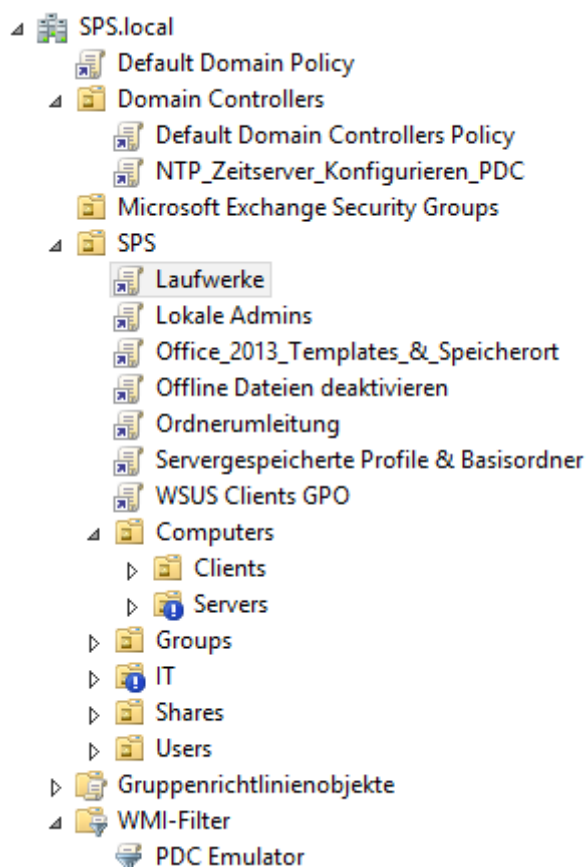 SPS.local
Default Domain Policy
Domain Controllers
Default Domain Controllers Policy
NTP_Zeitserver_Konfigurieren_PDC
Microsoft Exchange Security Groups
SPS
Laufwerke
Lokale Admins
Office_2013_Templates_&_Speicherort
Offline Dateien deaktivieren
Ordnerumleitung
Servergespeicherte Profile & Basisordner
WSUS Clients GPO
Computers
Clients
Servers
Groups
IT
Shares
Users
Gruppenrichtlinienobjekte
WMI-Filter
PDC Emulator